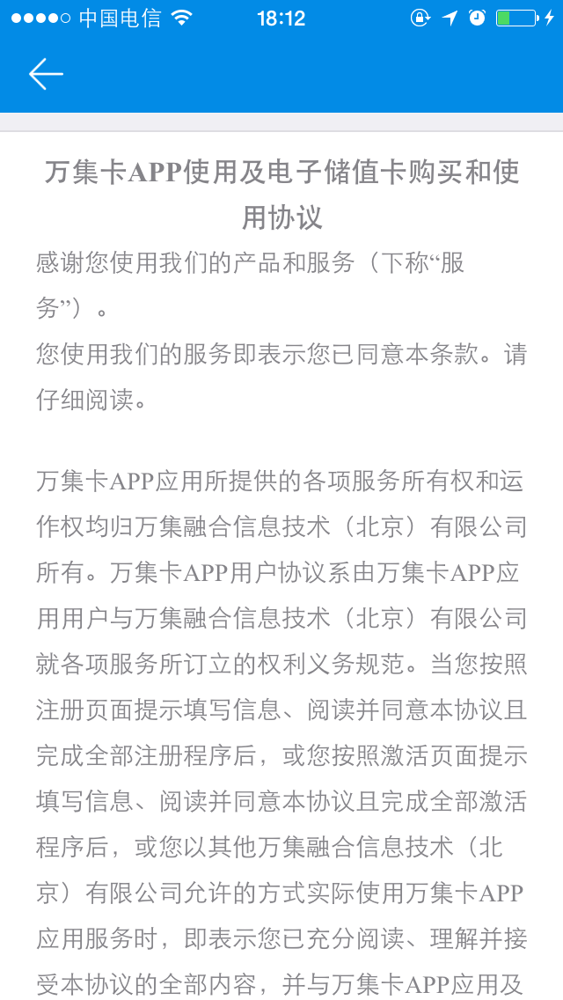 中国电信
18:12
万集卡APP使用及电子储值卡购买和使
用协议
感谢您使用我们的产品和服务（下称“服
务”）。
您使用我们的服务即表示您已同意本条款。请
仔细阅读。
万集卡APP应用所提供的各项服务所有权和运
作权均归万集融合信息技术（北京）有限公司
所有。万集卡APP用户协议系由万集卡APP应
用用户与万集融合信息技术（北京）有限公司
就各项服务所订立的权利义务规范。当您按照
注册页面提示填写信息、阅读并同意本协议且
完成全部注册程序后，或您按照激活页面提示
填写信息、阅读并同意本协议且完成全部激活
程序后，或您以其他万集融合信息技术（北
京）有限公司允许的方式实际使用万集卡APP
应用服务时，即表示您已充分阅读、理解并接
受本协议的全部内容，并与万集卡APP应用及